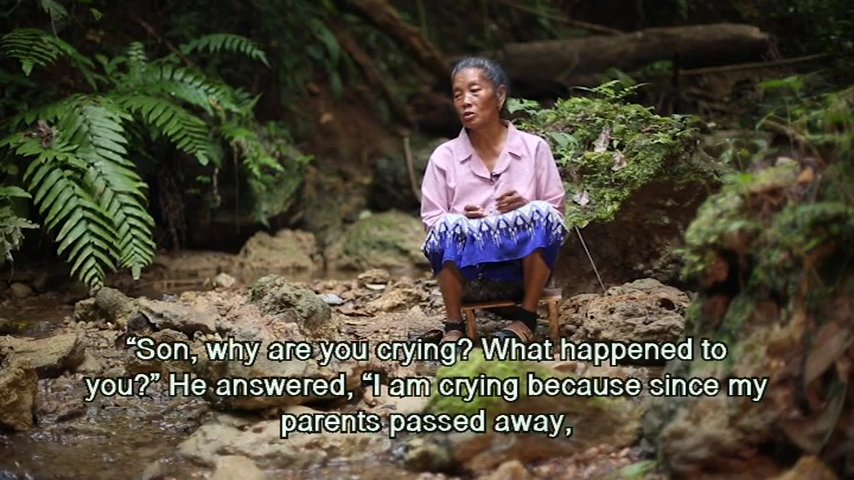 “Son, why are you crying? What happened to
you?” He answered, “I am crying because since my
parents passed away,